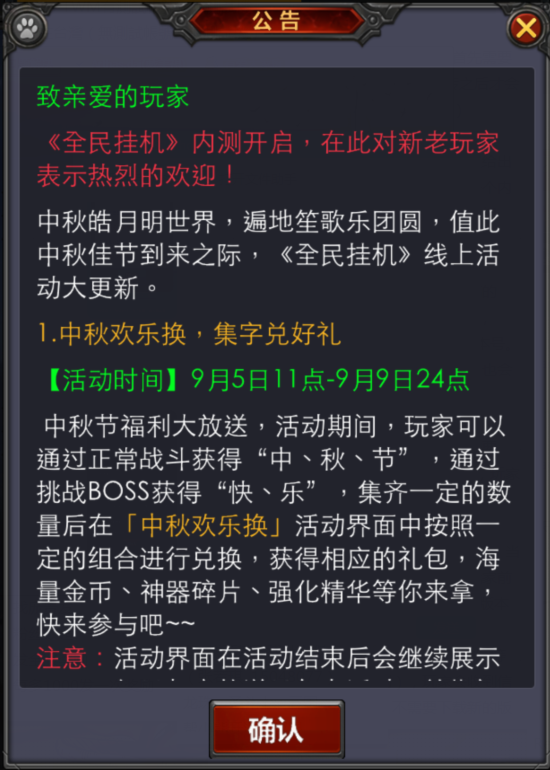 公告
致亲爱的玩家
《全民挂机》内测开启，在此对新老玩家
表示热烈的欢迎！
中秋皓月明世界，遍地笙歌乐团圆，值此
中秋佳节到来之际，《全民挂机》线上活
动大更新。
1.中秋欢乐换，集字兑好礼
【活动时间】9月5日11点-9月9日24点
中秋节福利大放送，活动期间，玩家可以
通过正常战斗获得“中、秋、节”，通过
挑战BOSS获得“快、乐”，集齐一定的数
量后在「中秋欢乐换」活动界面中按照一
定的组合进行兑换，获得相应的礼包，海
量金币、神器碎片、强化精华等你来拿，
快来参与吧~~
注意：活动界面在活动结束后会继续展示
确认